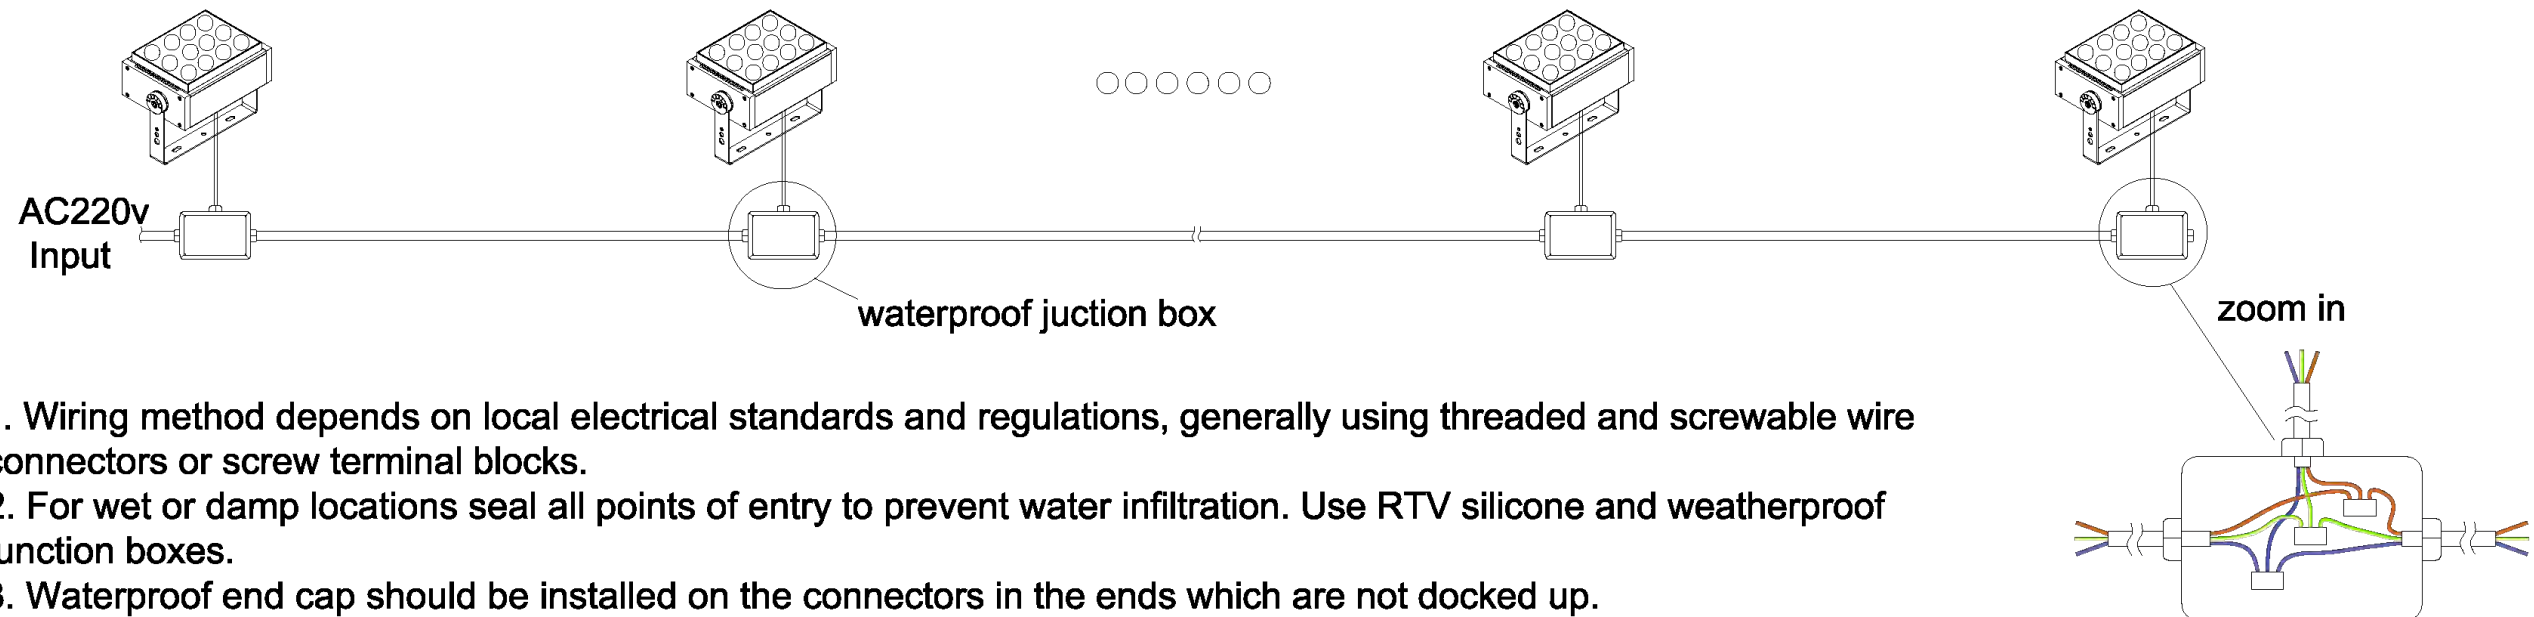 AC220v
Input
waterproof juction box
zoom in
. Wiring method depends on local electrical standards and regulations, generally using threaded and screwable wire
connectors or screw terminal blocks.
2. For wet or damp locations seal all points of entry to prevent water infiltration. Use RTV silicone and weatherproof
unction boxes.
3. Waterproof end cap should be installed on the connectors in the ends which are not docked up.